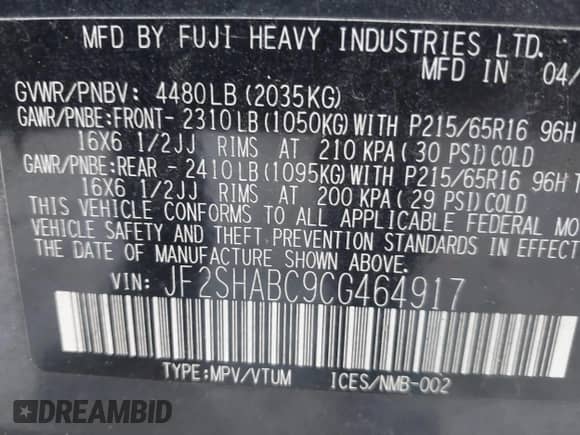 MFD BY FUJI HEAVY INDUSTRIES LTD.
MFD IN 04/
GVWR/PNBV: 4480LB(2035KG)
GAWR/PNBE:FRONT- 2310LB(1050KG)WITH P215/65R16 96H
16X6 1/2JJ RIMS AT 210 KPA(30 PSI)COLD
GAWR/PNBE:REAR - 2410LB(1095KG)WITH P215/65R16 96H T
16X6 1/2JJ RIMS AT 200 KPA(29 PSI)COLD
THIS VEHICLE CONFORMS TO ALL APPLICABLE FEDERAL MO
VEHICLE SAFETY AND THEFT PREVENTION STANDARDS IN EFFECT
THE DATE OF MANUFACTURE SHOWN ABOVE.
VIN: JF2SHABC9CG464917
TYPE:MPV/VTUM ICES/NMB-002
DREAMBID